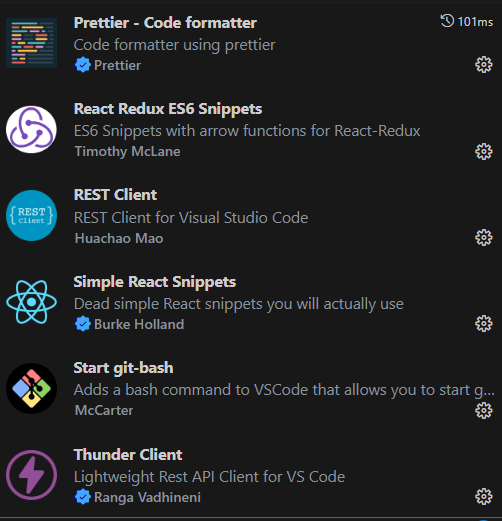 Prettier - Code formatter
101ms
Code formatter using prettier
Prettier
React Redux ES6 Snippets
ES6 Snippets with arrow functions for React-Redux
Timothy McLane
{REST}
Client
REST Client
REST Client for Visual Studio Code
Huachao Mao
Simple React Snippets
Dead simple React snippets you will actually use
Burke Holland
Start git-bash
Adds a bash command to VSCode that allows you to start g...
McCarter
Thunder Client
Lightweight Rest API Client for VS Code
Ranga Vadhineni